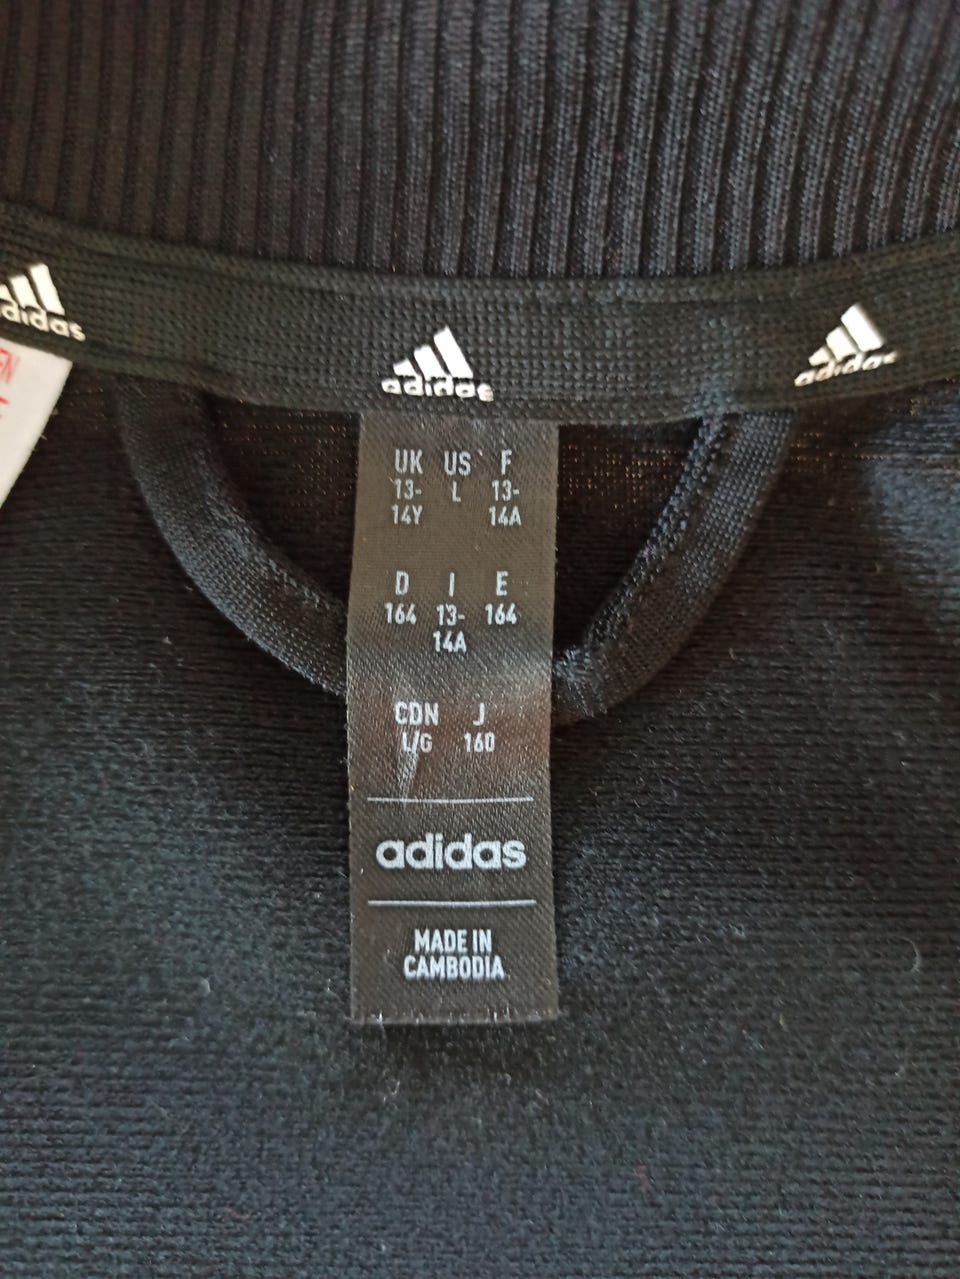 adidas
adidas
adidas
EN
UK US F
13- L 13-
14Y 14A
D I E
164 13- 164
14A
CDN J
L/G 160
adidas
MADE IN
CAMBODIA